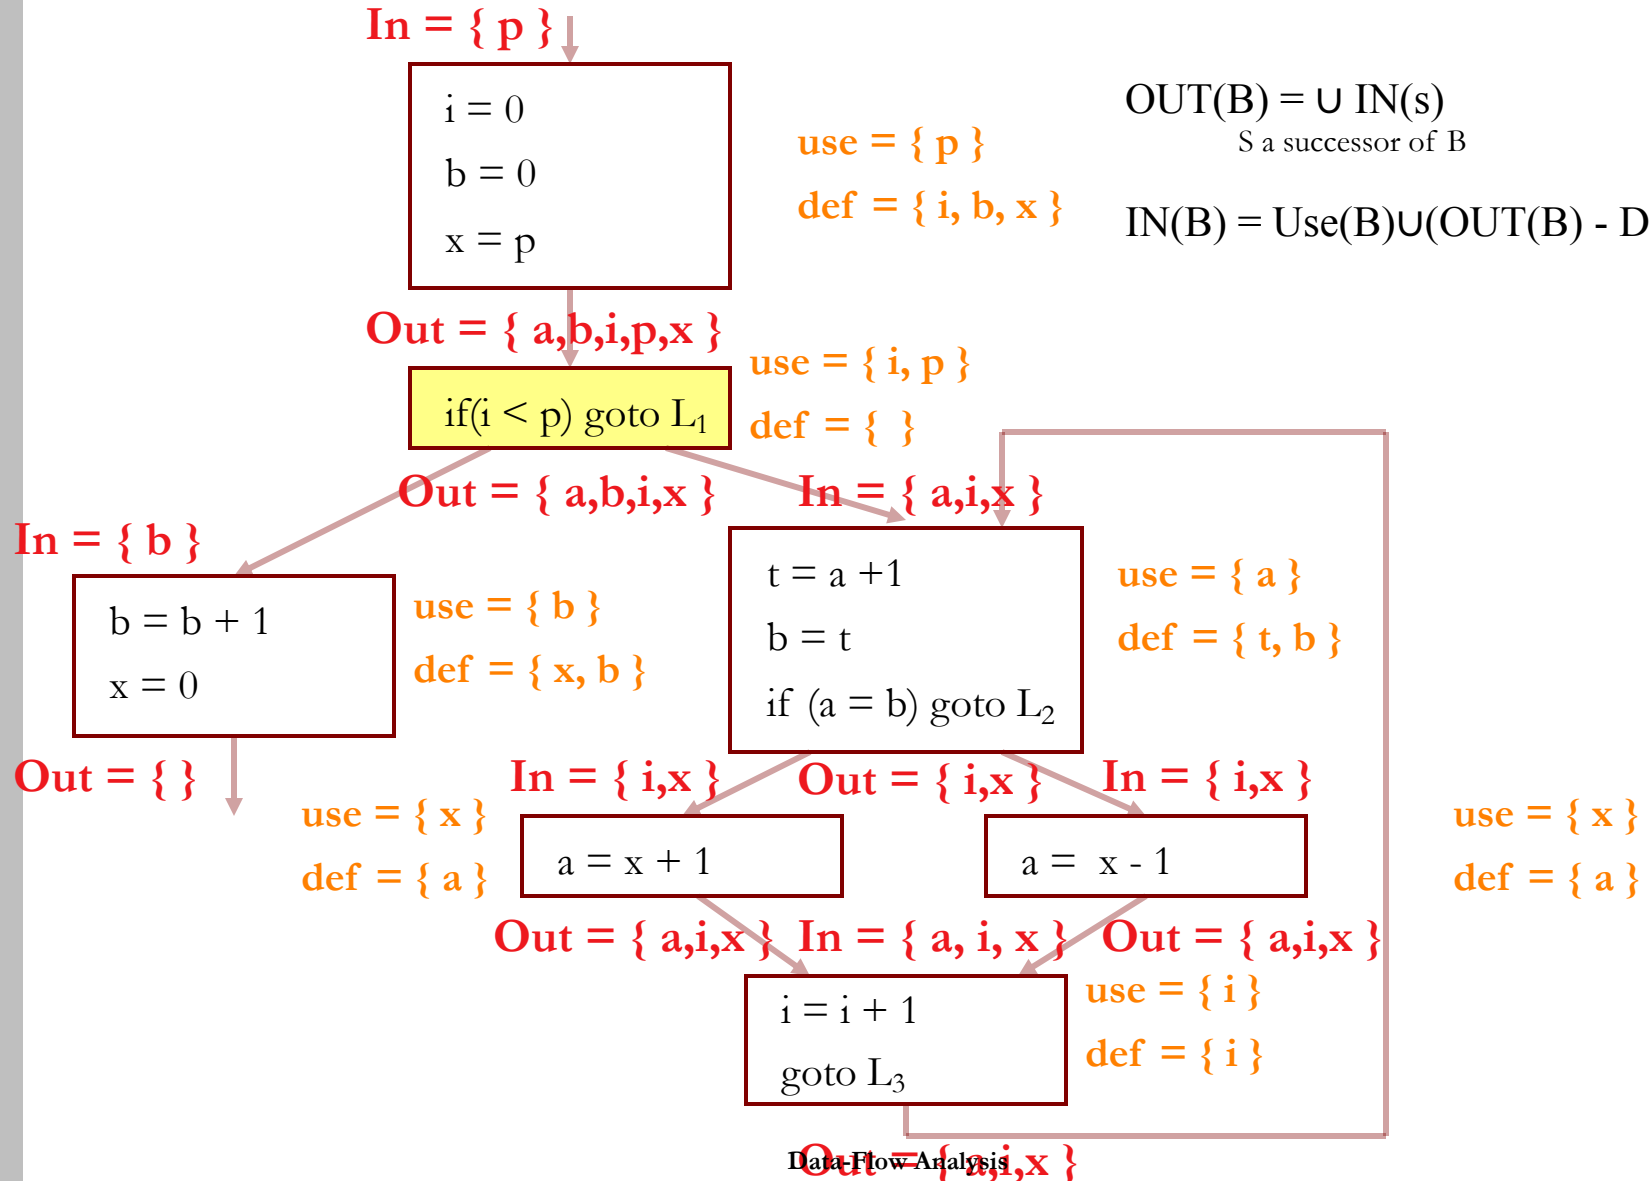 In = { p }
i = 0
b = 0
x = p
use = { p }
def = { i, b, x }
OUT(B) = ∪ IN(s)
S a successor of B
IN(B) = Use(B)∪(OUT(B) - D
Out = { a,b,i,p,x }
if(i < p) goto L₁
use = { i, p }
def = { }
Out = { a,b,i,x }
In = { a,i,x }
In = { b }
b = b + 1
x = 0
use = { b }
def = { x, b }
t = a +1
b = t
if (a = b) goto L₂
use = { a }
def = { t, b }
Out = { }
In = { i,x }
Out = { i,x }
In = { i,x }
use = { x }
def = { a }
a = x + 1
a = x - 1
use = { x }
def = { a }
Out = { a,i,x }
In = { a, i, x }
Out = { a,i,x }
i = i + 1
goto L₃
use = { i }
def = { i }
Out = { a,i,x }
Data-Flow Analysis